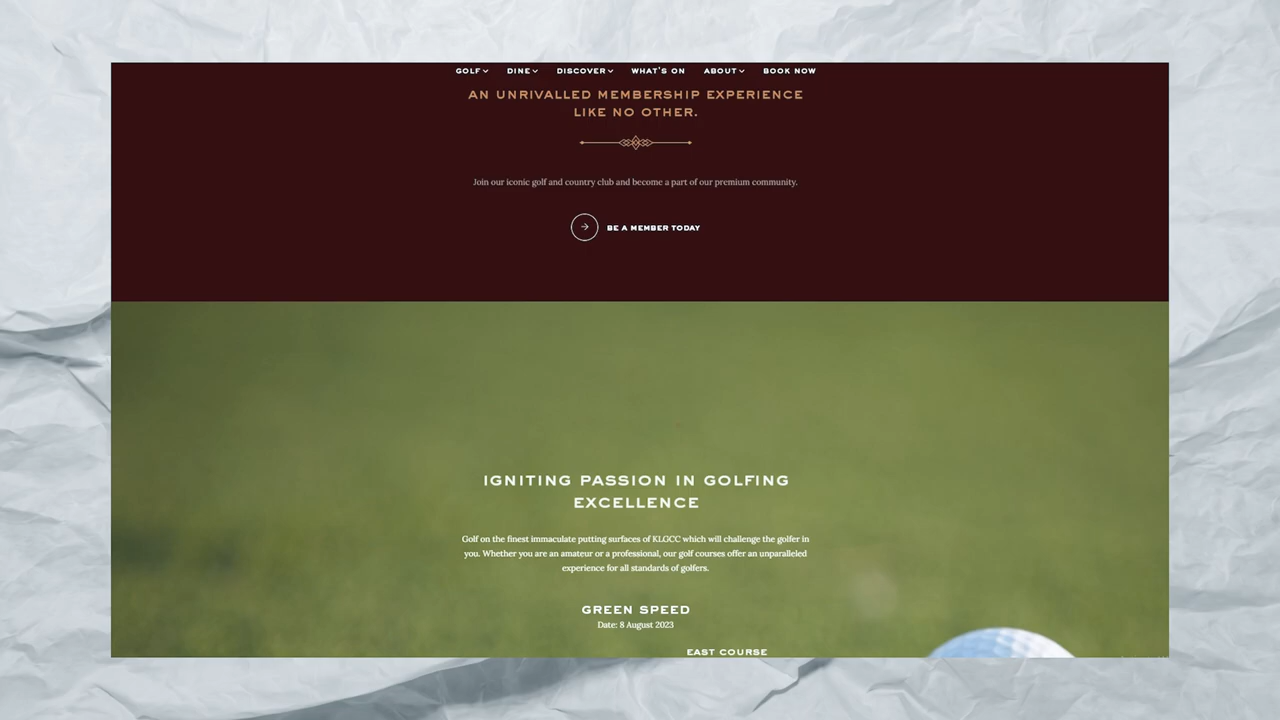 GOLF DINE DISCOVER WHAT'S ON ABOUT BOOK NOW
AN UNRIVALLED MEMBERSHIP EXPERIENCE
LIKE NO OTHER.
Join our iconic golf and country club and become a part of our premium community.
BE A MEMBER TODAY
IGNITING PASSION IN GOLFING
EXCELLENCE
Golf on the finest immaculate putting surfaces of KLGCC which will challenge the golfer in
you. Whether you are an amateur or a professional, our golf courses offer an unparalleled
experience for all standards of golfers.
GREEN SPEED
Date: 8 August 2023
EAST COURSE